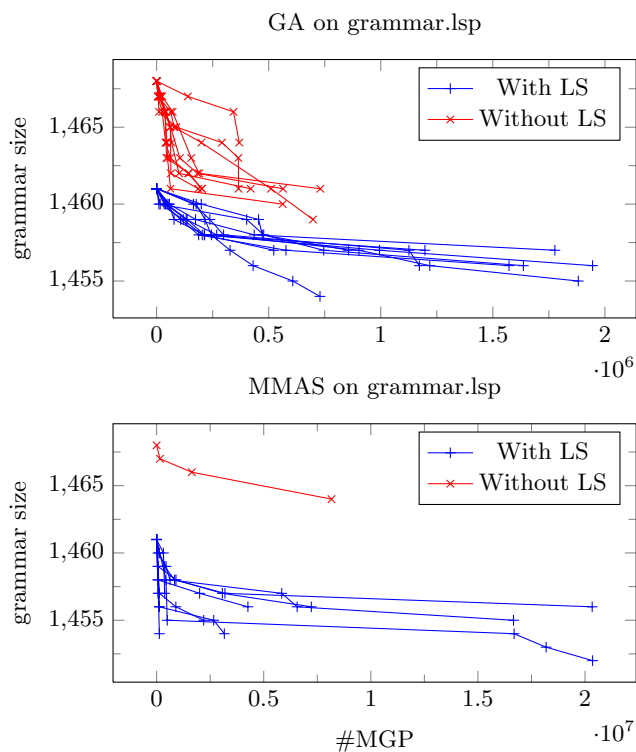 GA on grammar.lsp
With LS
Without LS
grammar size
1,465
1,460
1,455
0
0.5
1
1.5
2
·10^6
MMAS on grammar.lsp
With LS
Without LS
grammar size
1,465
1,460
1,455
0
0.5
1
1.5
2
#MGP
·10^7